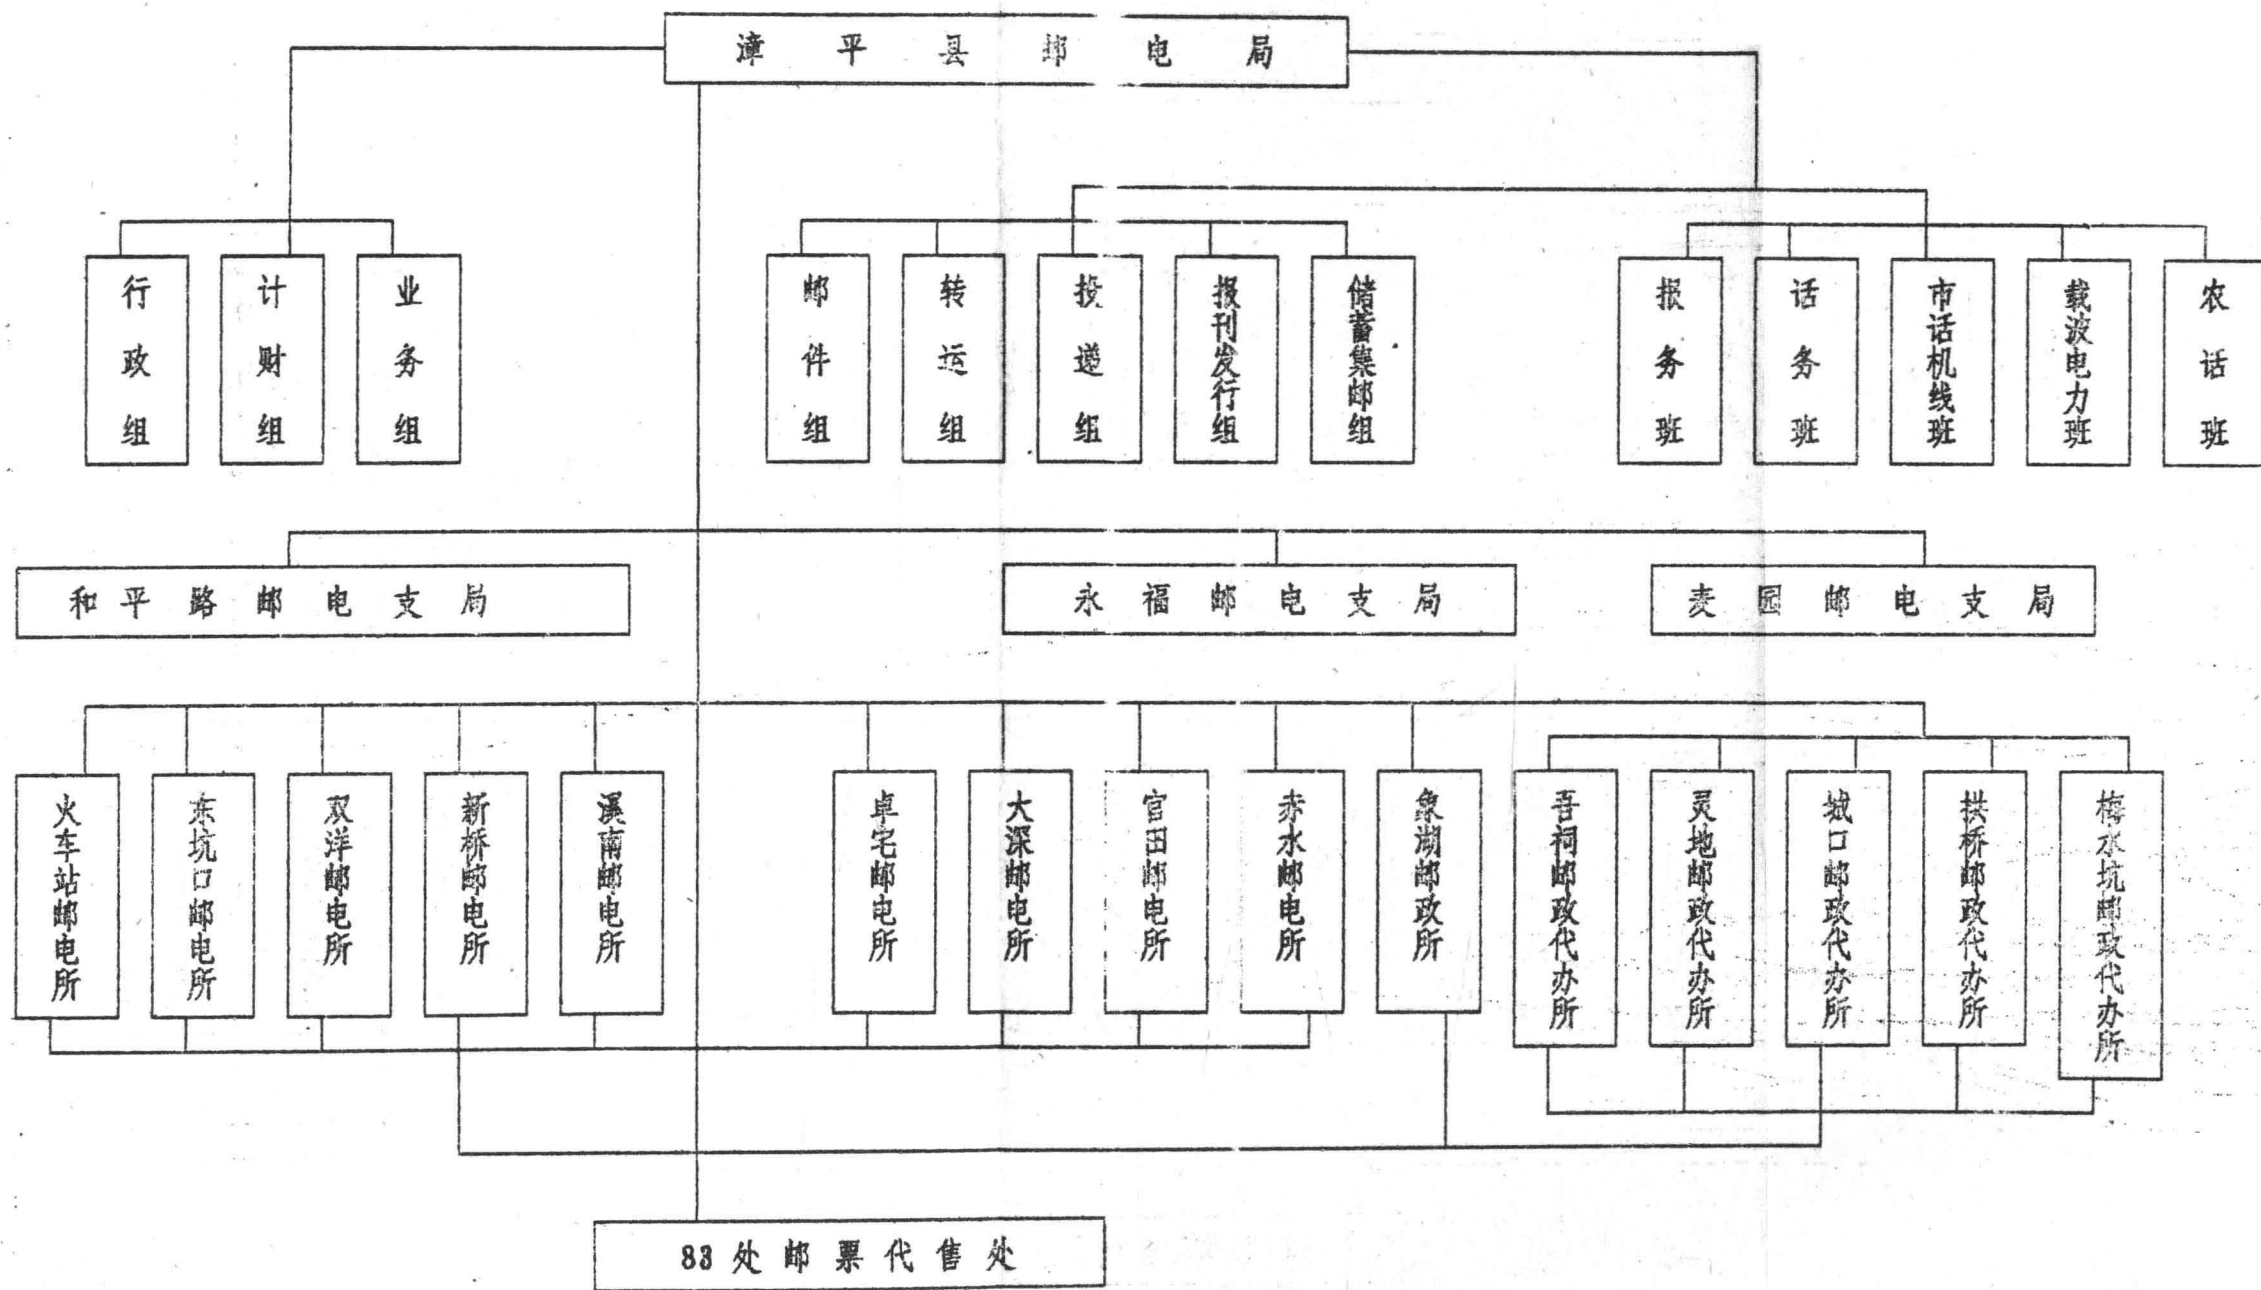 漳平县邮电局
行政组
计财组
业务组
邮件组
转运组
投递组
报刊发行组
储蓄集邮组
报务班
话务班
市话机线班
载波电力班
农话班
和平路邮电支局
永福邮电支局
麦园邮电支局
火车站邮电所
东坑口邮电所
双洋邮电所
新桥邮电所
溪南邮电所
卓宅邮电所
大深邮电所
官田邮电所
赤水邮电所
象湖邮政所
吾祠邮政代办所
灵地邮政代办所
城口邮政代办所
拱桥邮政代办所
梅水坑邮政代办所
83处邮票代售处